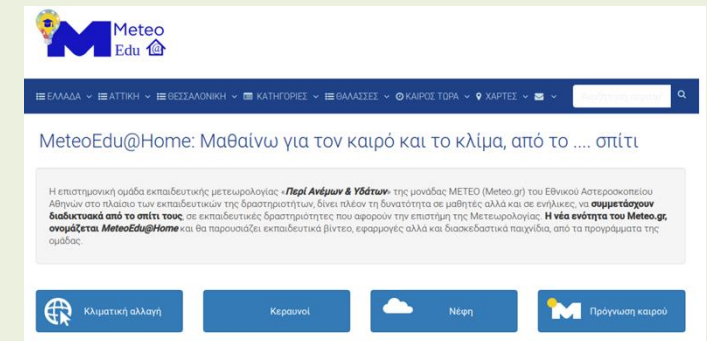 Meteo
Edu @
ΕΛΛΑΔΑ ΑΤΤΙΚΗ ΘΕΣΣΑΛΟΝΙΚΗ ΚΑΤΗΓΟΡΙΕΣ ΘΑΛΑΣΣΕΣ ΚΑΙΡΟΣ ΤΩΡΑ ΧΑΡΤΕΣ
MeteoEdu@Home: Μαθαίνω για τον καιρό και το κλίμα, από το .... σπίτι
Η επιστημονική ομάδα εκπαιδευτικής μετεωρολογίας «Περί Ανέμων & Υδάτων» της μονάδας ΜΕΤΕΟ (Meteo.gr) του Εθνικού Αστεροσκοπείου
Αθηνών στο πλαίσιο των εκπαιδευτικών της δραστηριοτήτων, δίνει πλέον τη δυνατότητα σε μαθητές αλλά και σε ενήλικες, να συμμετάσχουν
διαδικτυακά από το σπίτι τους, σε εκπαιδευτικές δραστηριότητες που αφορούν την επιστήμη της Μετεωρολογίας. Η νέα ενότητα του Meteo.gr,
ονομάζεται MeteoEdu@Home και θα παρουσιάζει εκπαιδευτικά βίντεο, εφαρμογές αλλά και διασκεδαστικά παιχνίδια, από τα προγράμματα της
ομάδας.
Κλιματική αλλαγή Κεραυνοί Νέφη Πρόγνωση καιρού